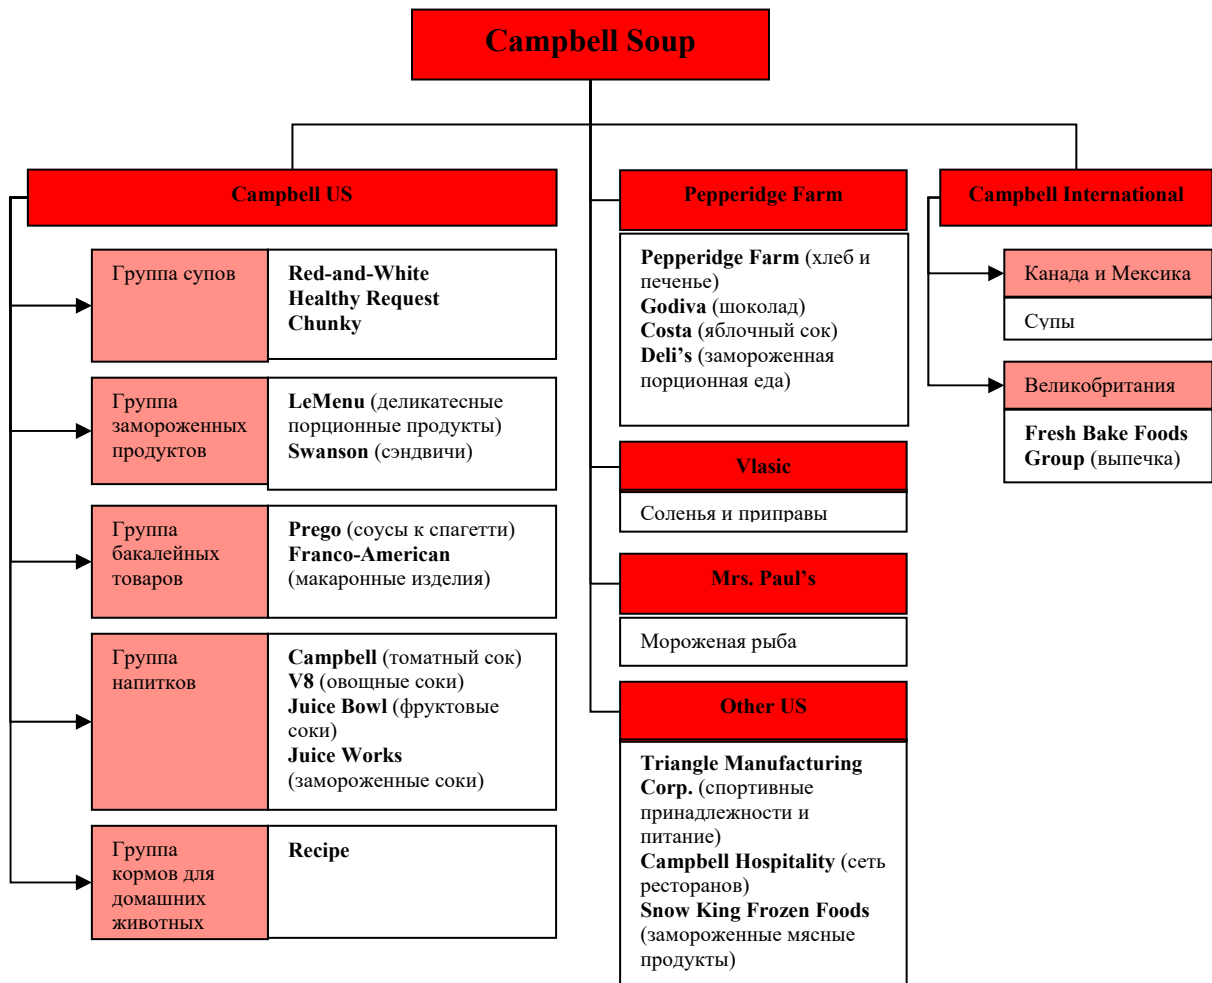 Campbell Soup
Campbell US
Группа супов
Red-and-White
Healthy Request
Chunky
Группа
замороженных
продуктов
LeMenu (деликатесные
порционные продукты)
Swanson (сэндвичи)
Группа
бакалейных
товаров
Prego (соусы к спагетти)
Franco-American
(макаронные изделия)
Группа
напитков
Campbell (томатный сок)
V8 (овощные соки)
Juice Bowl (фруктовые
соки)
Juice Works
(замороженные соки)
Группа
кормов для
домашних
животных
Recipe
Pepperidge Farm
Pepperidge Farm (хлеб и
печенье)
Godiva (шоколад)
Costa (яблочный сок)
Deli’s (замороженная
порционная еда)
Vlasic
Соленья и приправы
Mrs. Paul’s
Мороженая рыба
Other US
Triangle Manufacturing
Corp. (спортивные
принадлежности и
питание)
Campbell Hospitality (сеть
ресторанов)
Snow King Frozen Foods
(замороженные мясные
продукты)
Campbell International
Канада и Мексика
Супы
Великобритания
Fresh Bake Foods
Group (выпечка)